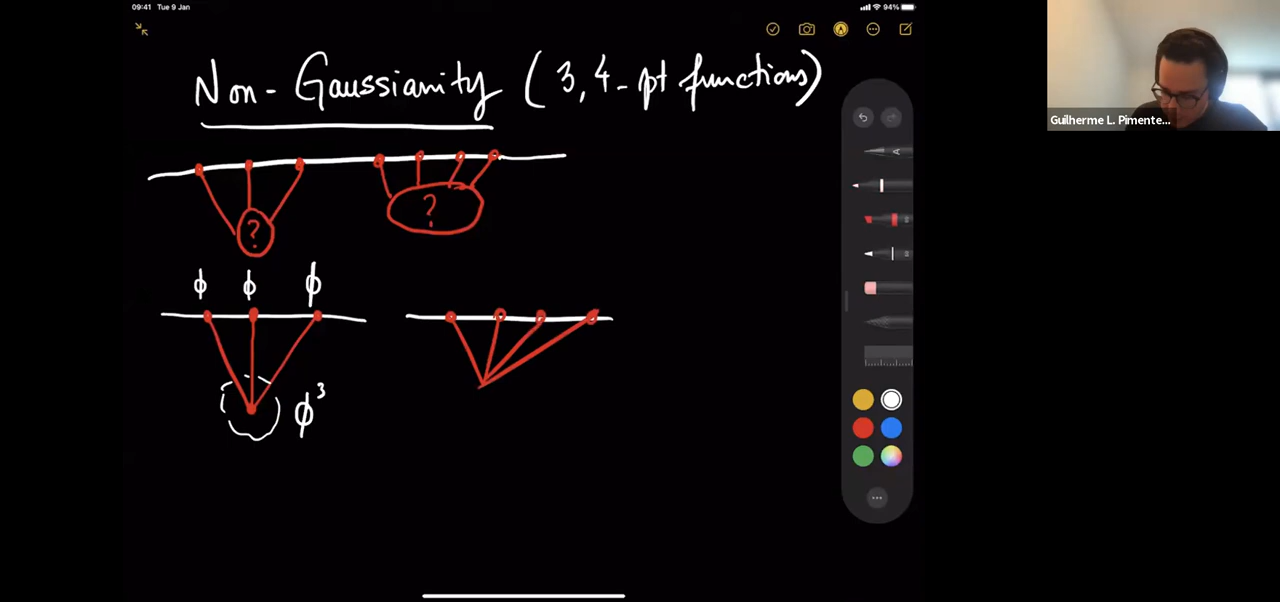 09:41 Tue 9 Jan
94%
Non-Gaussianity (3,4-pt functions)
? ?
ϕ ϕ ϕ
ϕ³
Guilherme L. Pimente...